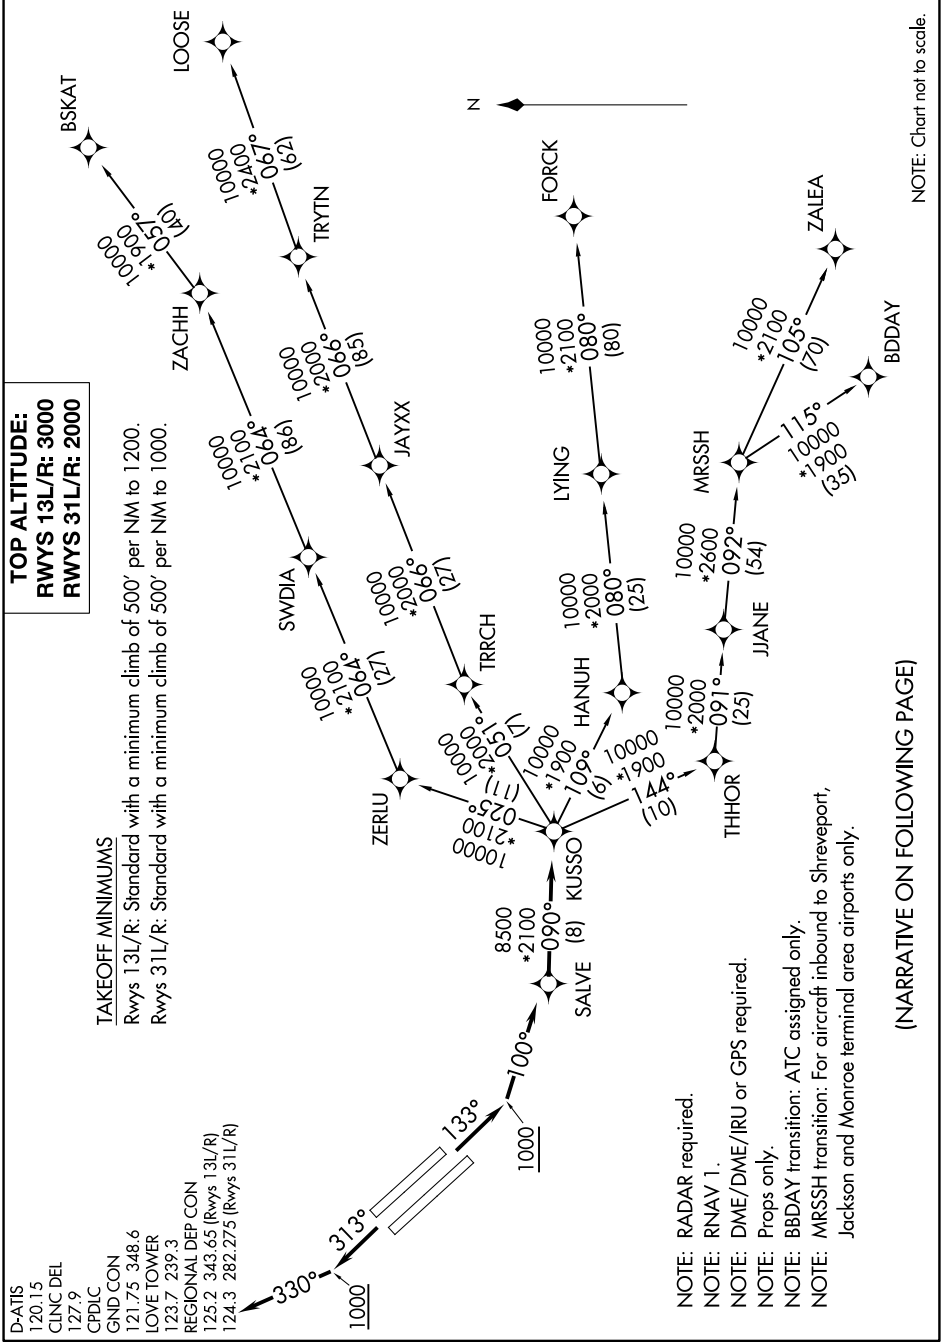 D-ATIS
120.15
CLNC DEL
127.9
CPDLC
GND CON
121.75 348.6
LOVE TOWER
123.7 239.3
REGIONAL DEP CON
125.2 343.65 (Rwys 13L/R)
124.3 282.275 (Rwys 31L/R)
TOP ALTITUDE:
RWYS 13L/R: 3000
RWYS 31L/R: 2000
TAKEOFF MINIMUMS
Rwys 13L/R: Standard with a minimum climb of 500' per NM to 1200.
Rwys 31L/R: Standard with a minimum climb of 500' per NM to 1000.
330°
1000
313°
133°
1000
100°
SALVE
8500
*2100
090°
(8)
KUSSO
10000
*2100
025°
(11)
ZERLU
10000
*2100
064°
(27)
SWDIA
10000
*2100
064°
(86)
ZACHH
10000
*1900
057°
(40)
BSKAT
10000
*2000
051°
(7)
TRRCH
10000
*2000
066°
(27)
JAYXX
10000
*2000
066°
(85)
TRYTN
10000
*2400
067°
(62)
LOOSE
10000
*1900
109°
(6)
HANUH
10000
*2000
080°
(25)
LYING
10000
*2100
080°
(80)
FORCK
10000
*1900
144°
(10)
THHOR
10000
*2000
091°
(25)
JJANE
10000
*2600
092°
(54)
MRSSH
10000
*2100
105°
(70)
ZALEA
115°
10000
*1900
(35)
BDDAY
N
NOTE: RADAR required.
NOTE: RNAV 1.
NOTE: DME/DME/IRU or GPS required.
NOTE: Props only.
NOTE: BBDAY transition: ATC assigned only.
NOTE: MRSSH transition: For aircraft inbound to Shreveport,
Jackson and Monroe terminal area airports only.
(NARRATIVE ON FOLLOWING PAGE)
NOTE: Chart not to scale.